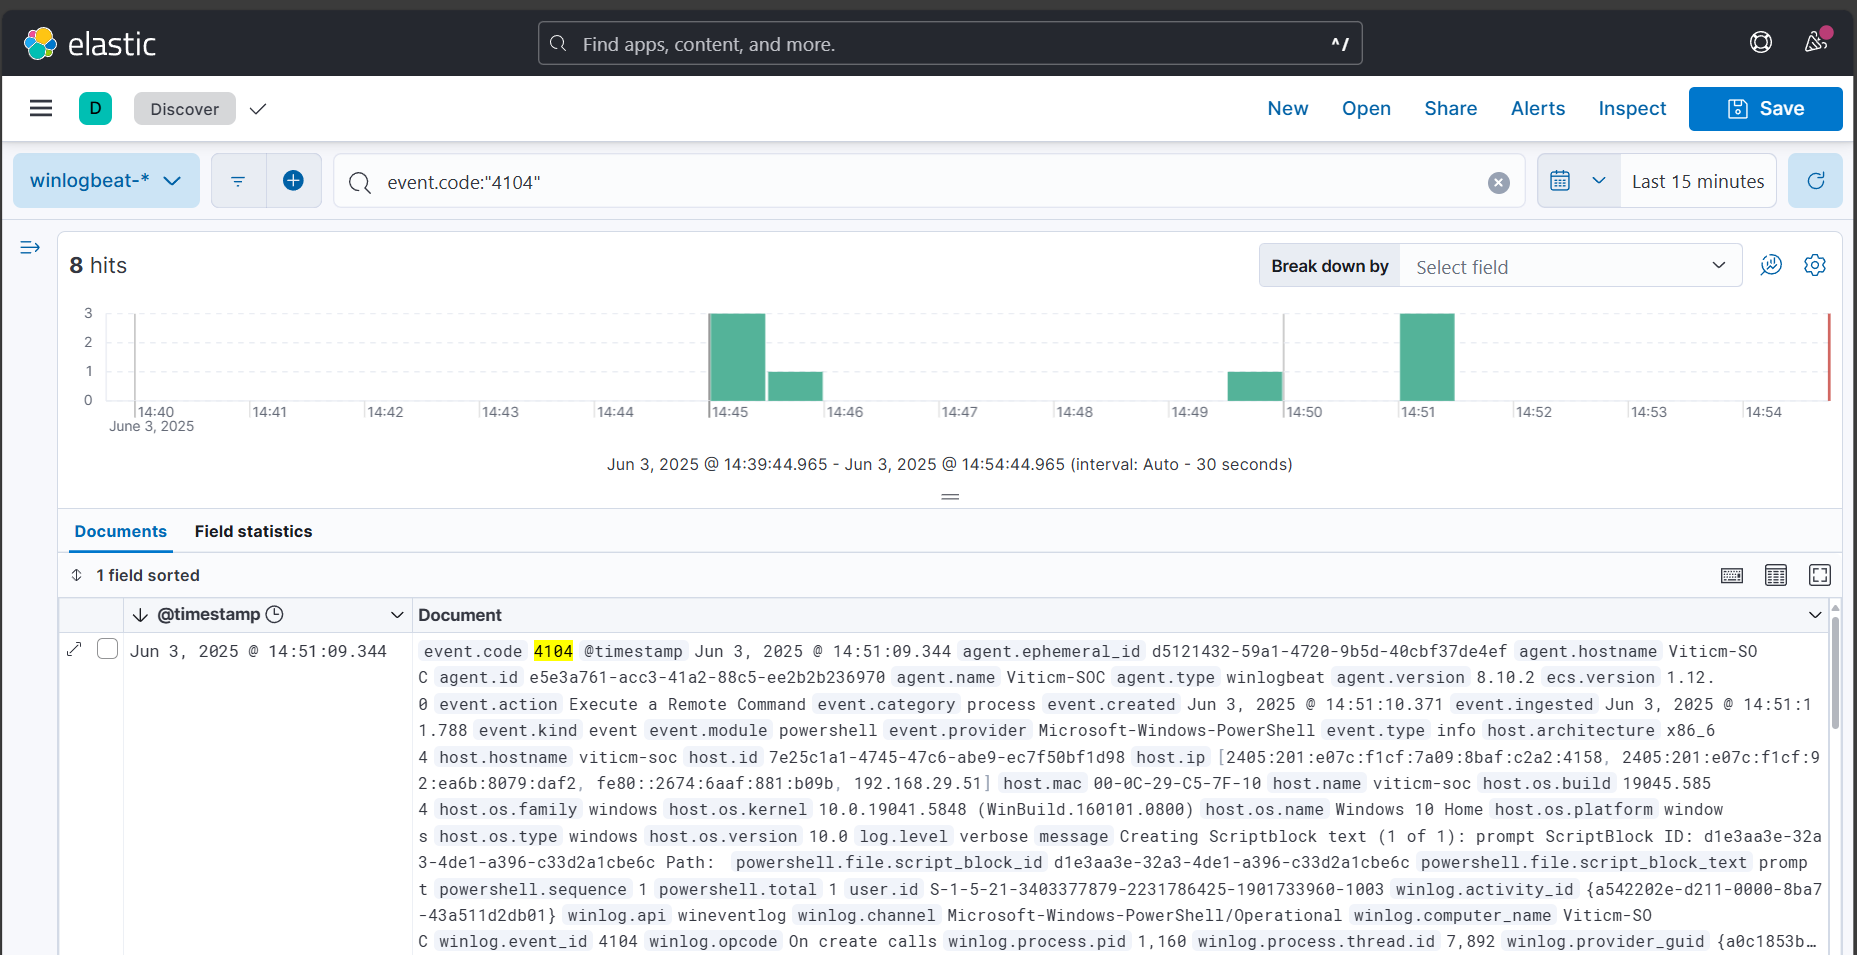 elastic
Find apps, content, and more.
^/
D
Discover
New
Open
Share
Alerts
Inspect
Save
winlogbeat-*
event.code:"4104"
Last 15 minutes
8 hits
Break down by
Select field
3
2
1
0
14:40
14:41
14:42
14:43
14:44
14:45
14:46
14:47
14:48
14:49
14:50
14:51
14:52
14:53
14:54
June 3, 2025
Jun 3, 2025 @ 14:39:44.965 - Jun 3, 2025 @ 14:54:44.965 (interval: Auto - 30 seconds)
Documents
Field statistics
1 field sorted
@timestamp
Document
Jun 3, 2025 @ 14:51:09.344
event.code 4104 @timestamp Jun 3, 2025 @ 14:51:09.344 agent.ephemeral_id d5121432-59a1-4720-9b5d-40cbf37de4ef agent.hostname Viticm-SO
C agent.id e5e3a761-acc3-41a2-88c5-ee2b2b236970 agent.name Viticm-SOC agent.type winlogbeat agent.version 8.10.2 ecs.version 1.12.
0 event.action Execute a Remote Command event.category process event.created Jun 3, 2025 @ 14:51:10.371 event.ingested Jun 3, 2025 @ 14:51:1
1.788 event.kind event event.module powershell event.provider Microsoft-Windows-PowerShell event.type info host.architecture x86_6
4 host.hostname viticm-soc host.id 7e25c1a1-4745-47c6-abe9-ec7f50bf1d98 host.ip [2405:201:e07c:f1cf:7a09:8baf:c2a2:4158, 2405:201:e07c:f1cf:9
2:ea6b:8079:daf2, fe80::2674:6aaf:881:b09b, 192.168.29.51] host.mac 00-0C-29-C5-7F-10 host.name viticm-soc host.os.build 19045.585
4 host.os.family windows host.os.kernel 10.0.19041.5848 (WinBuild.160101.0800) host.os.name Windows 10 Home host.os.platform window
s host.os.type windows host.os.version 10.0 log.level verbose message Creating Scriptblock text (1 of 1): prompt ScriptBlock ID: d1e3aa3e-32a
3-4de1-a396-c33d2a1cbe6c Path: powershell.file.script_block_id d1e3aa3e-32a3-4de1-a396-c33d2a1cbe6c powershell.file.script_block_text promp
t powershell.sequence 1 powershell.total 1 user.id S-1-5-21-3403377879-2231786425-1901733960-1003 winlog.activity_id {a542202e-d211-0000-8ba7
-43a511d2db01} winlog.api wineventlog winlog.channel Microsoft-Windows-PowerShell/Operational winlog.computer_name Viticm-SO
C winlog.event_id 4104 winlog.opcode On create calls winlog.process.pid 1,160 winlog.process.thread.id 7,892 winlog.provider_guid {a0c1853b…